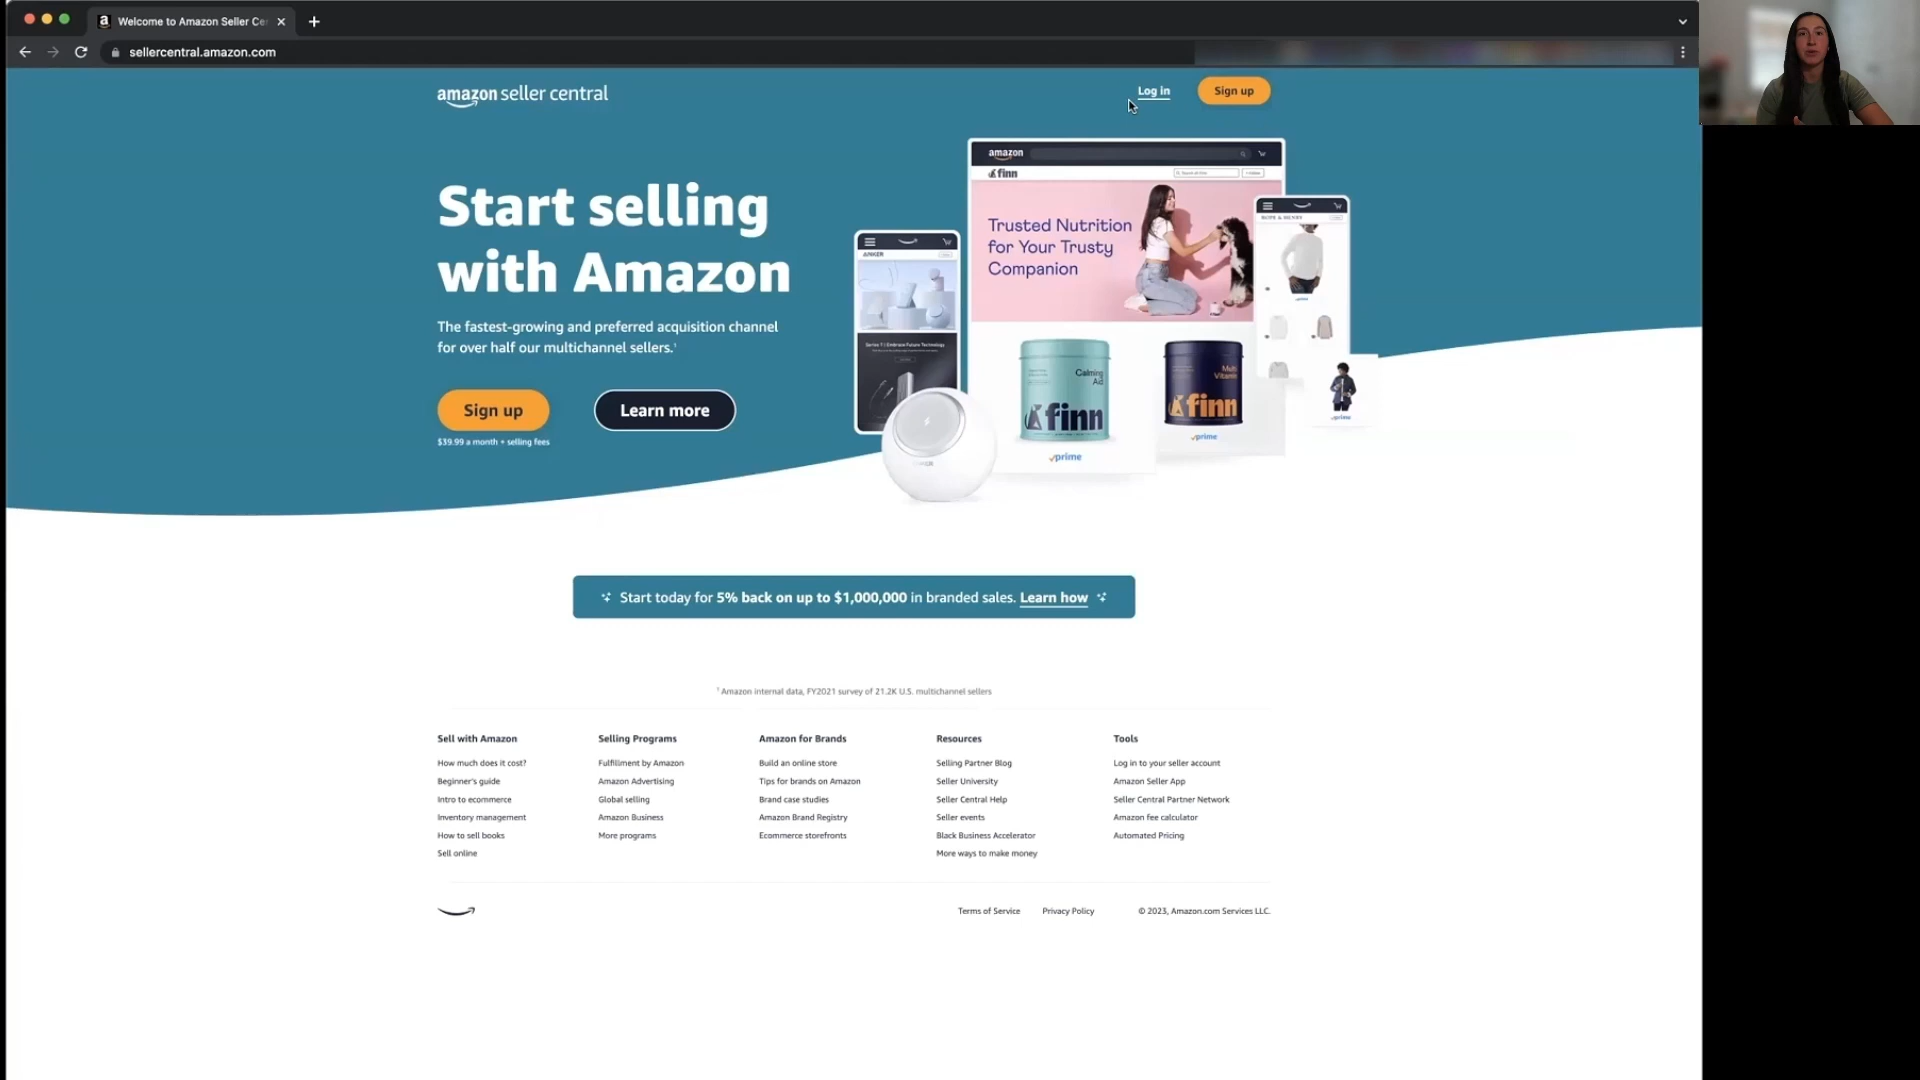 Welcome to Amazon Seller Ce
sellercentral.amazon.com
amazon seller central
Log in
Sign up
Start selling
with Amazon
The fastest-growing and preferred acquisition channel
for over half our multichannel sellers.¹
Sign up
Learn more
$39.99 a month + selling fees
amazon
finn
Trusted Nutrition
for Your Trusty
Companion
ANKER
Calming
Aid
finn
prime
Multi
Vitamin
finn
prime
prime
prime
Start today for 5% back on up to $1,000,000 in branded sales. Learn how
¹ Amazon internal data, FY2021 survey of 21.2K U.S. multichannel sellers
Sell with Amazon
How much does it cost?
Beginner's guide
Intro to ecommerce
Inventory management
How to sell books
Sell online
Selling Programs
Fulfillment by Amazon
Amazon Advertising
Global selling
Amazon Business
More programs
Amazon for Brands
Build an online store
Tips for brands on Amazon
Brand case studies
Amazon Brand Registry
Ecommerce storefronts
Resources
Selling Partner Blog
Seller University
Seller Central Help
Seller events
Black Business Accelerator
More ways to make money
Tools
Log in to your seller account
Amazon Seller App
Seller Central Partner Network
Amazon fee calculator
Automated Pricing
Terms of Service
Privacy Policy
© 2023, Amazon.com Services LLC.